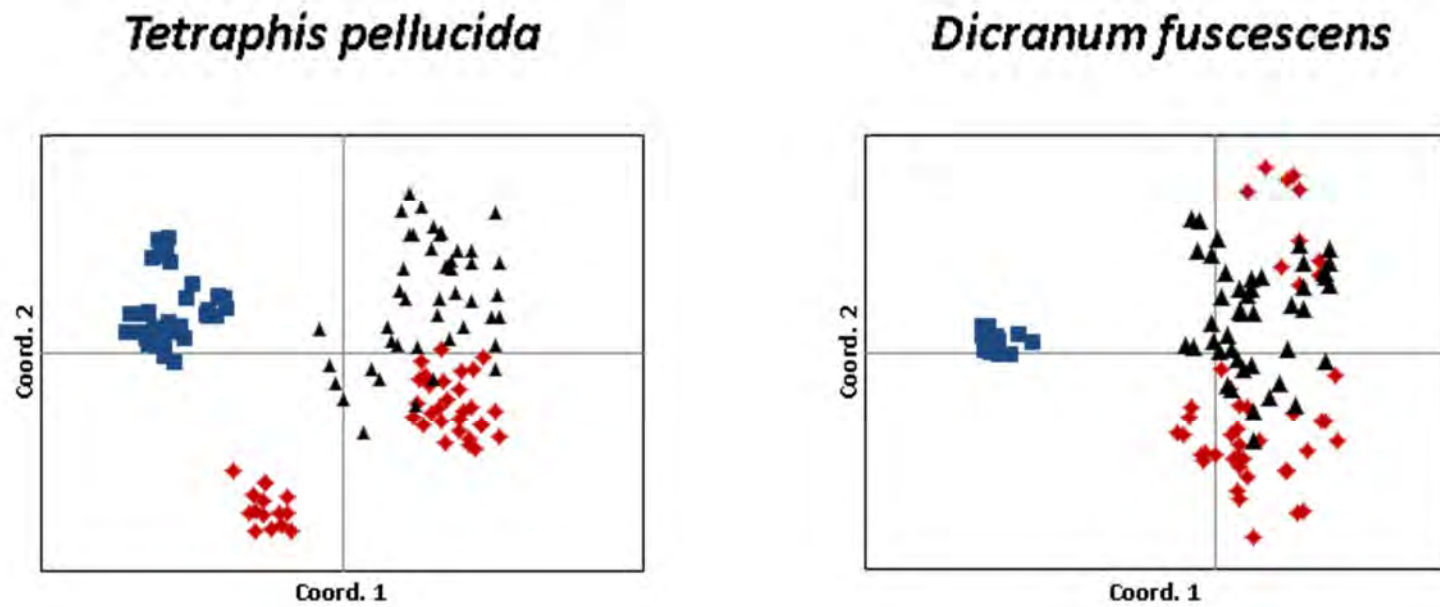 Tetraphis pellucida
Dicranum fuscescens
Coord. 2
Coord. 1
Coord. 2
Coord. 1